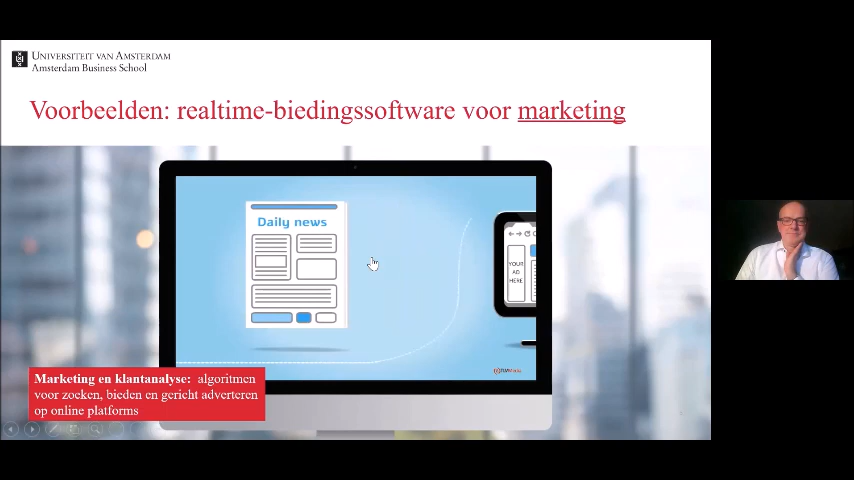 UNIVERSITEIT VAN AMSTERDAM
Amsterdam Business School
Voorbeelden: realtime-biedingssoftware voor marketing
Daily news
YOUR
AD
HERE
Marketing en klantanalyse: algoritmen
voor zoeken, bieden en gericht adverteren
op online platforms